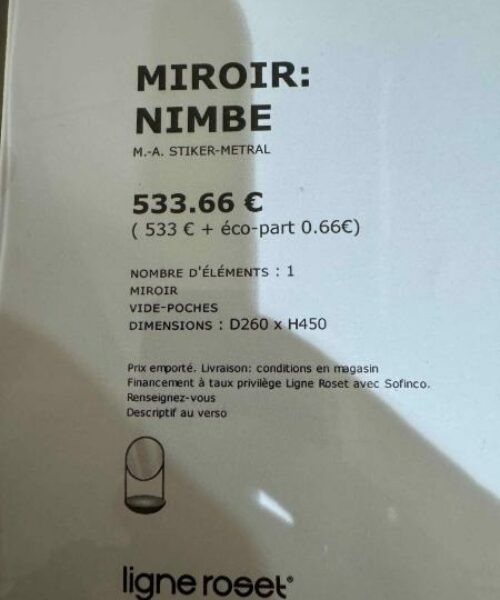 MIROIR:
NIMBE
M.-A. STIKER-METRAL
533.66 €
( 533 € + éco-part 0.66€)
NOMBRE D'ÉLÉMENTS : 1
MIROIR
VIDE-POCHES
DIMENSIONS : D260 x H450
Prix emporté. Livraison: conditions en magasin
Financement à taux privilège Ligne Roset avec Sofinco.
Renseignez-vous
Descriptif au verso
ligne roset®